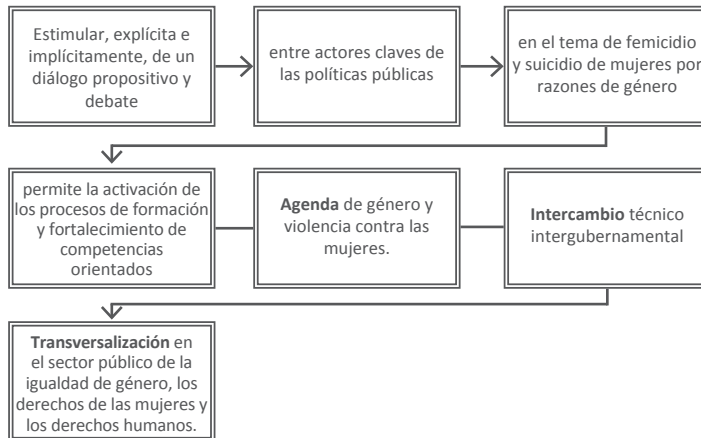 Estimular, explícita e
implícitamente, de un
diálogo propositivo y
debate
entre actores claves de
las políticas públicas
en el tema de femicidio
y suicidio de mujeres por
razones de género
permite la activación de
los procesos de formación
y fortalecimiento de
competencias
orientados
Agenda de género y
violencia contra las
mujeres.
Intercambio técnico
intergubernamental
Transversalización en
el sector público de la
igualdad de género, los
derechos de las mujeres y
los derechos humanos.